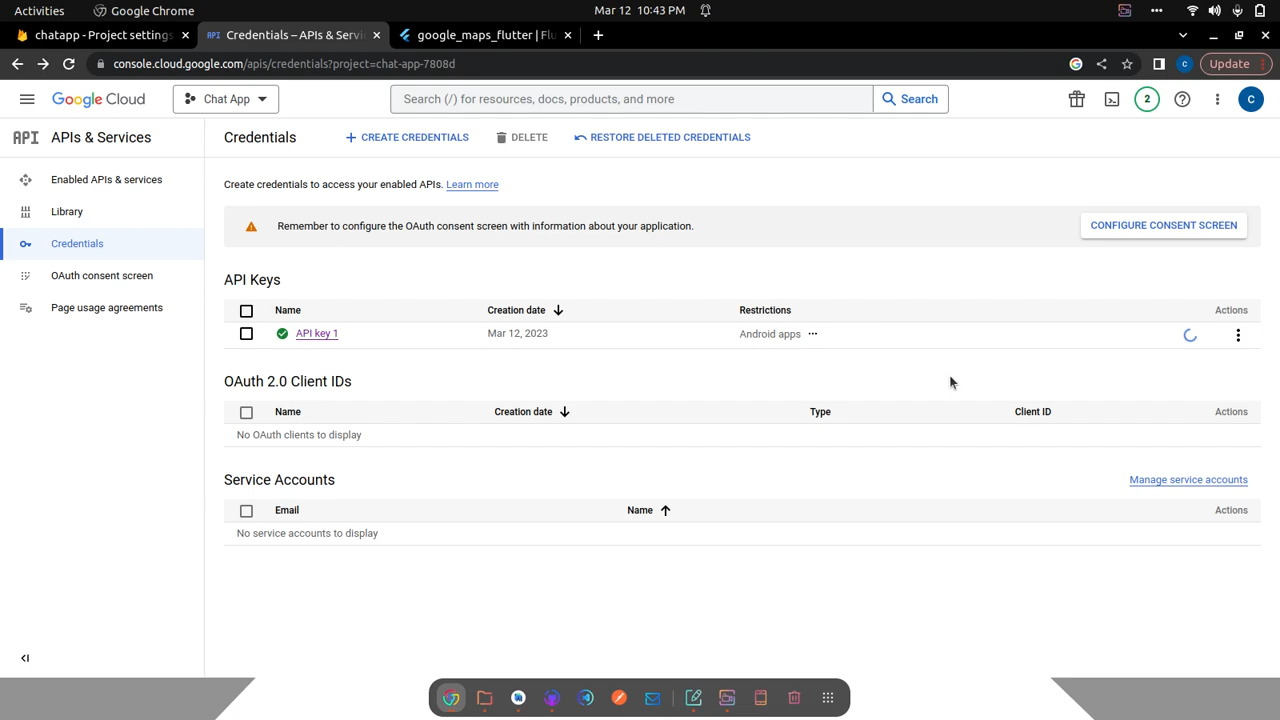 Activities
Google Chrome
Mar 12 10:43 PM
chatapp - Project settings
API
Credentials – APIs & Servi
google_maps_flutter | Flu
console.cloud.google.com/apis/credentials?project=chat-app-7808d
C
Update
Google Cloud
Chat App
Search (/) for resources, docs, products, and more
Search
2
C
API
APIs & Services
Credentials
CREATE CREDENTIALS
DELETE
RESTORE DELETED CREDENTIALS
Enabled APIs & services
Library
Credentials
OAuth consent screen
Page usage agreements
Create credentials to access your enabled APIs. Learn more
Remember to configure the OAuth consent screen with information about your application.
CONFIGURE CONSENT SCREEN
API Keys
Name Creation date Restrictions Actions
API key 1 Mar 12, 2023 Android apps
OAuth 2.0 Client IDs
Name Creation date Type Client ID Actions
No OAuth clients to display
Service Accounts
Manage service accounts
Email Name Actions
No service accounts to display